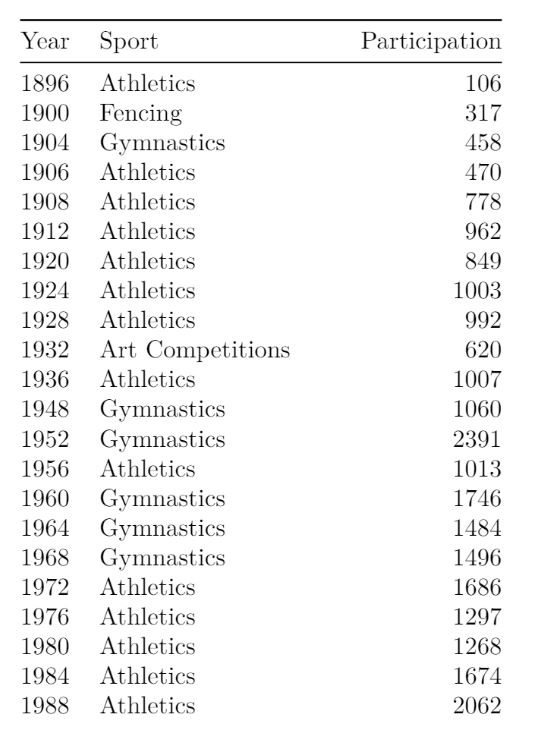 Year Sport Participation
1896 Athletics 106
1900 Fencing 317
1904 Gymnastics 458
1906 Athletics 470
1908 Athletics 778
1912 Athletics 962
1920 Athletics 849
1924 Athletics 1003
1928 Athletics 992
1932 Art Competitions 620
1936 Athletics 1007
1948 Gymnastics 1060
1952 Gymnastics 2391
1956 Athletics 1013
1960 Gymnastics 1746
1964 Gymnastics 1484
1968 Gymnastics 1496
1972 Athletics 1686
1976 Athletics 1297
1980 Athletics 1268
1984 Athletics 1674
1988 Athletics 2062